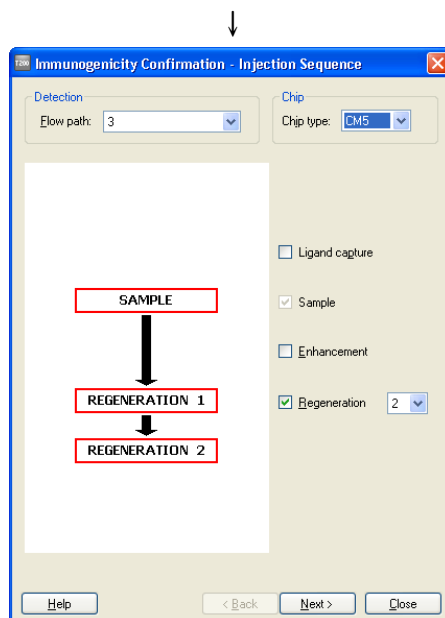 ↓
T200 Immunogenicity Confirmation - Injection Sequence
Detection
Flow path: 3
Chip
Chip type: CM5
Ligand capture
SAMPLE
Sample
Enhancement
REGENERATION 1
Regeneration 2
REGENERATION 2
Help < Back Next > Close